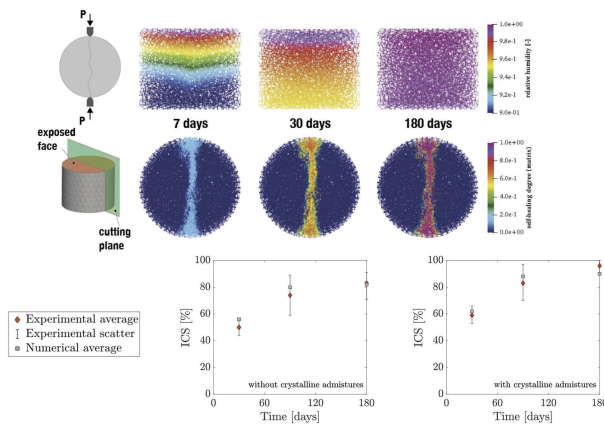 P
P
exposed
face
cutting
plane
7 days
30 days
180 days
1.0e+00
9.8e-1
9.6e-1
9.4e-1
9.2e-1
9.0e-01
relative humidity [-]
1.0e+00
8.0e-1
6.0e-1
4.0e-1
2.0e-1
0.0e+00
self-healing degree (matrix)
Experimental average
Experimental scatter
Numerical average
100
80
60
40
20
0
ICS [%]
0
60
120
180
Time [days]
without crystalline admistures
100
80
60
40
20
0
ICS [%]
0
60
120
180
Time [days]
with crystalline admistures